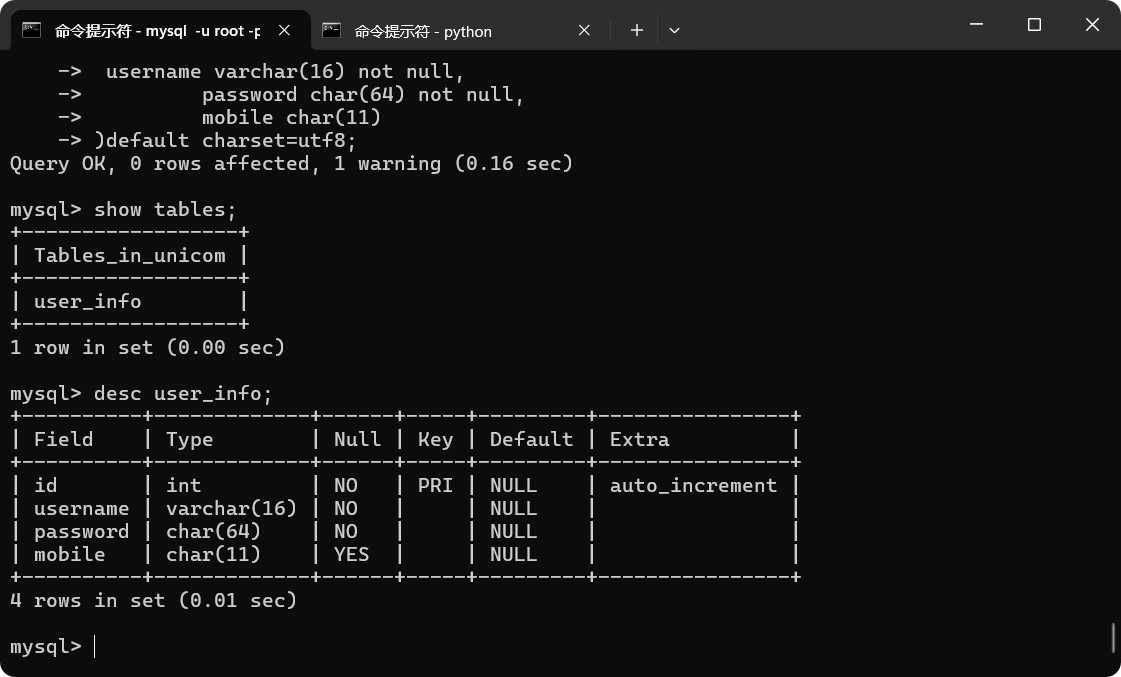 命令提示符 - mysql  -u root -p
命令提示符 - python
    ->  username varchar(16) not null,
    ->          password char(64) not null,
    ->          mobile char(11)
    -> )default charset=utf8;
Query OK, 0 rows affected, 1 warning (0.16 sec)
mysql> show tables;
+------------------+
| Tables_in_unicom |
+------------------+
| user_info        |
+------------------+
1 row in set (0.00 sec)
mysql> desc user_info;
+----------+-------------+------+-----+---------+----------------+
| Field    | Type        | Null | Key | Default | Extra          |
+----------+-------------+------+-----+---------+----------------+
| id       | int         | NO   | PRI | NULL    | auto_increment |
| username | varchar(16) | NO   |     | NULL    |                |
| password | char(64)    | NO   |     | NULL    |                |
| mobile   | char(11)    | YES  |     | NULL    |                |
+----------+-------------+------+-----+---------+----------------+
4 rows in set (0.01 sec)
mysql>